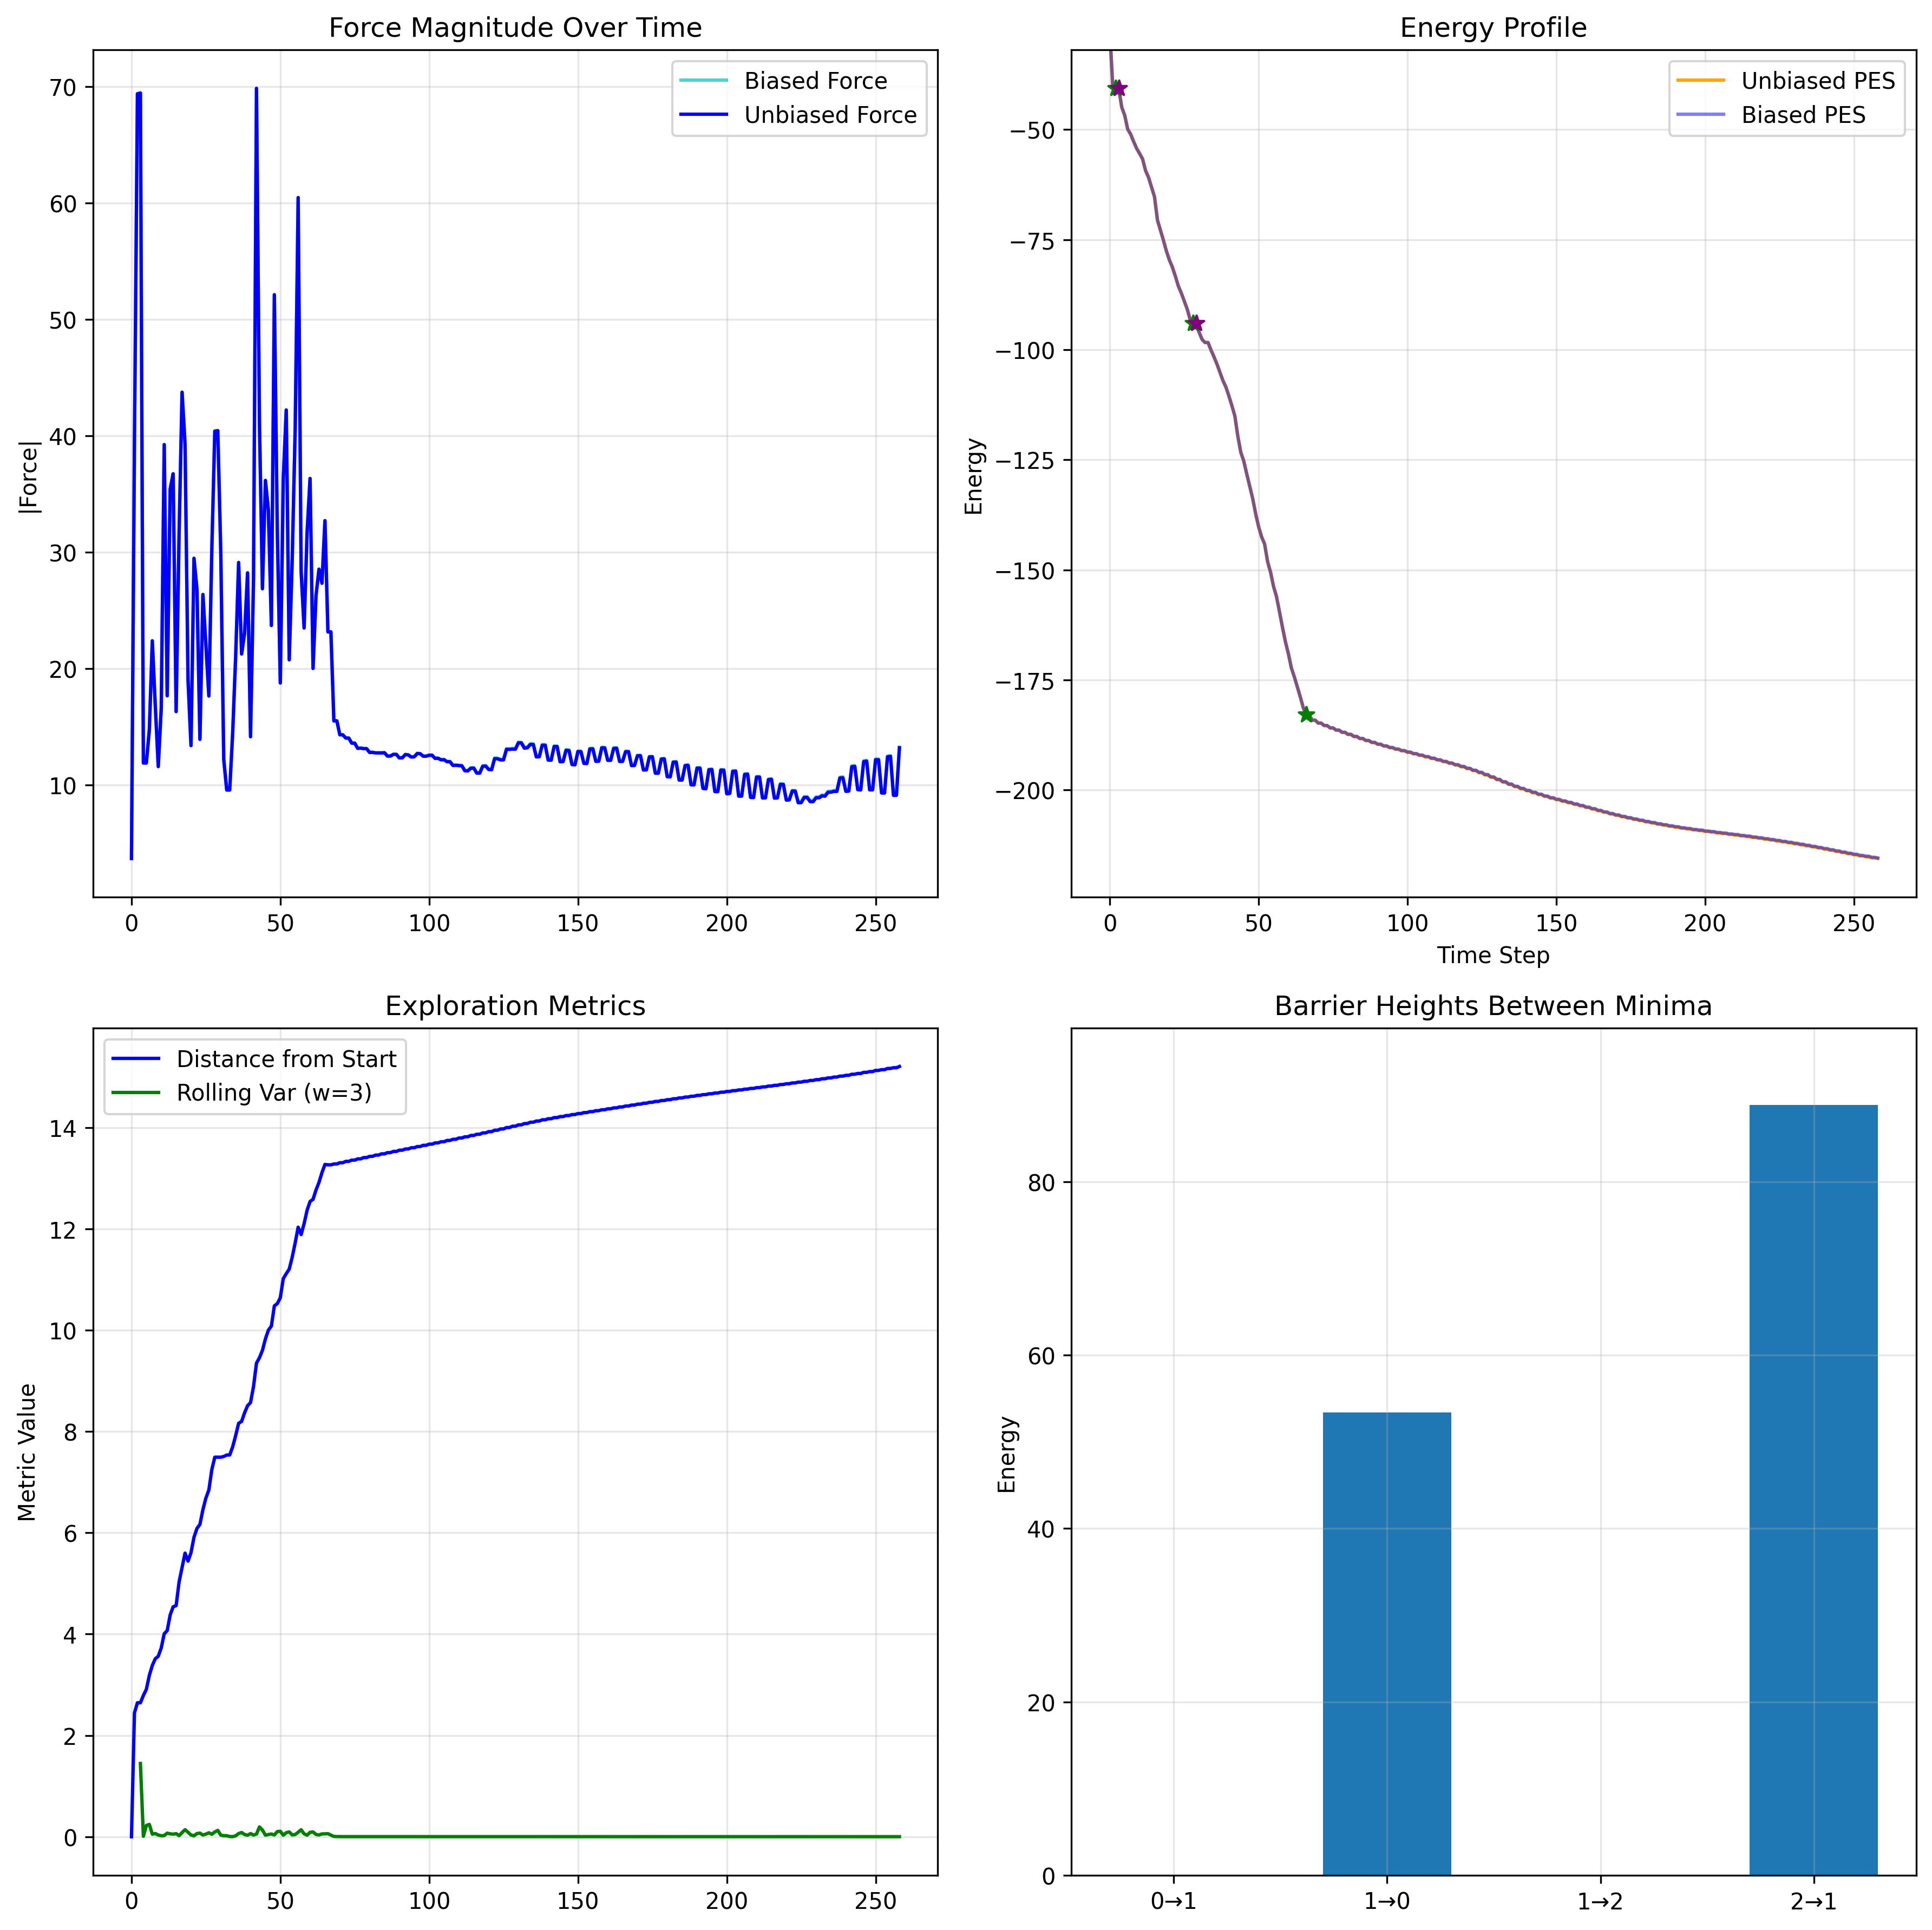 Force Magnitude Over Time
|Force|
70
60
50
40
30
20
10
Biased Force
Unbiased Force
0 50 100 150 200 250
Energy Profile
Energy
−50
−75
−100
−125
−150
−175
−200
Unbiased PES
Biased PES
0 50 100 150 200 250
Time Step
Exploration Metrics
Metric Value
14
12
10
8
6
4
2
0
Distance from Start
Rolling Var (w=3)
0 50 100 150 200 250
Barrier Heights Between Minima
Energy
80
60
40
20
0
0→1 1→0 1→2 2→1